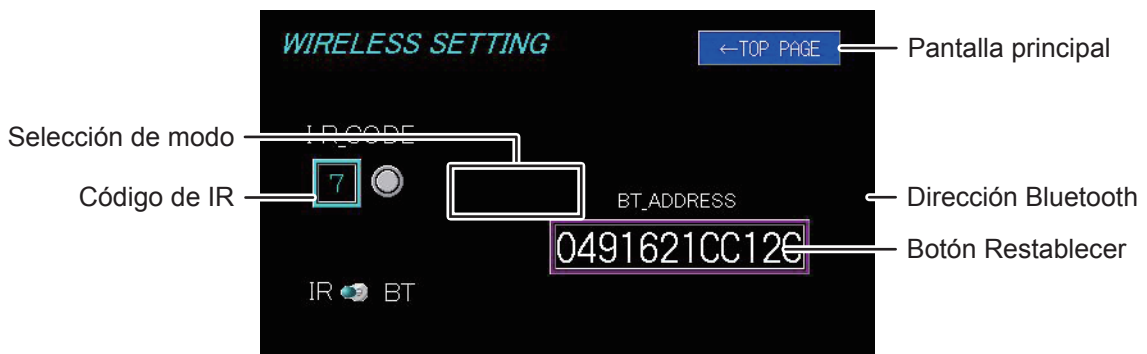 WIRELESS SETTING
←TOP PAGE
Pantalla principal
Selección de modo
IR_CODE
7
Código de IR
BT_ADDRESS
Dirección Bluetooth
0491621CC12C
Botón Restablecer
IR BT